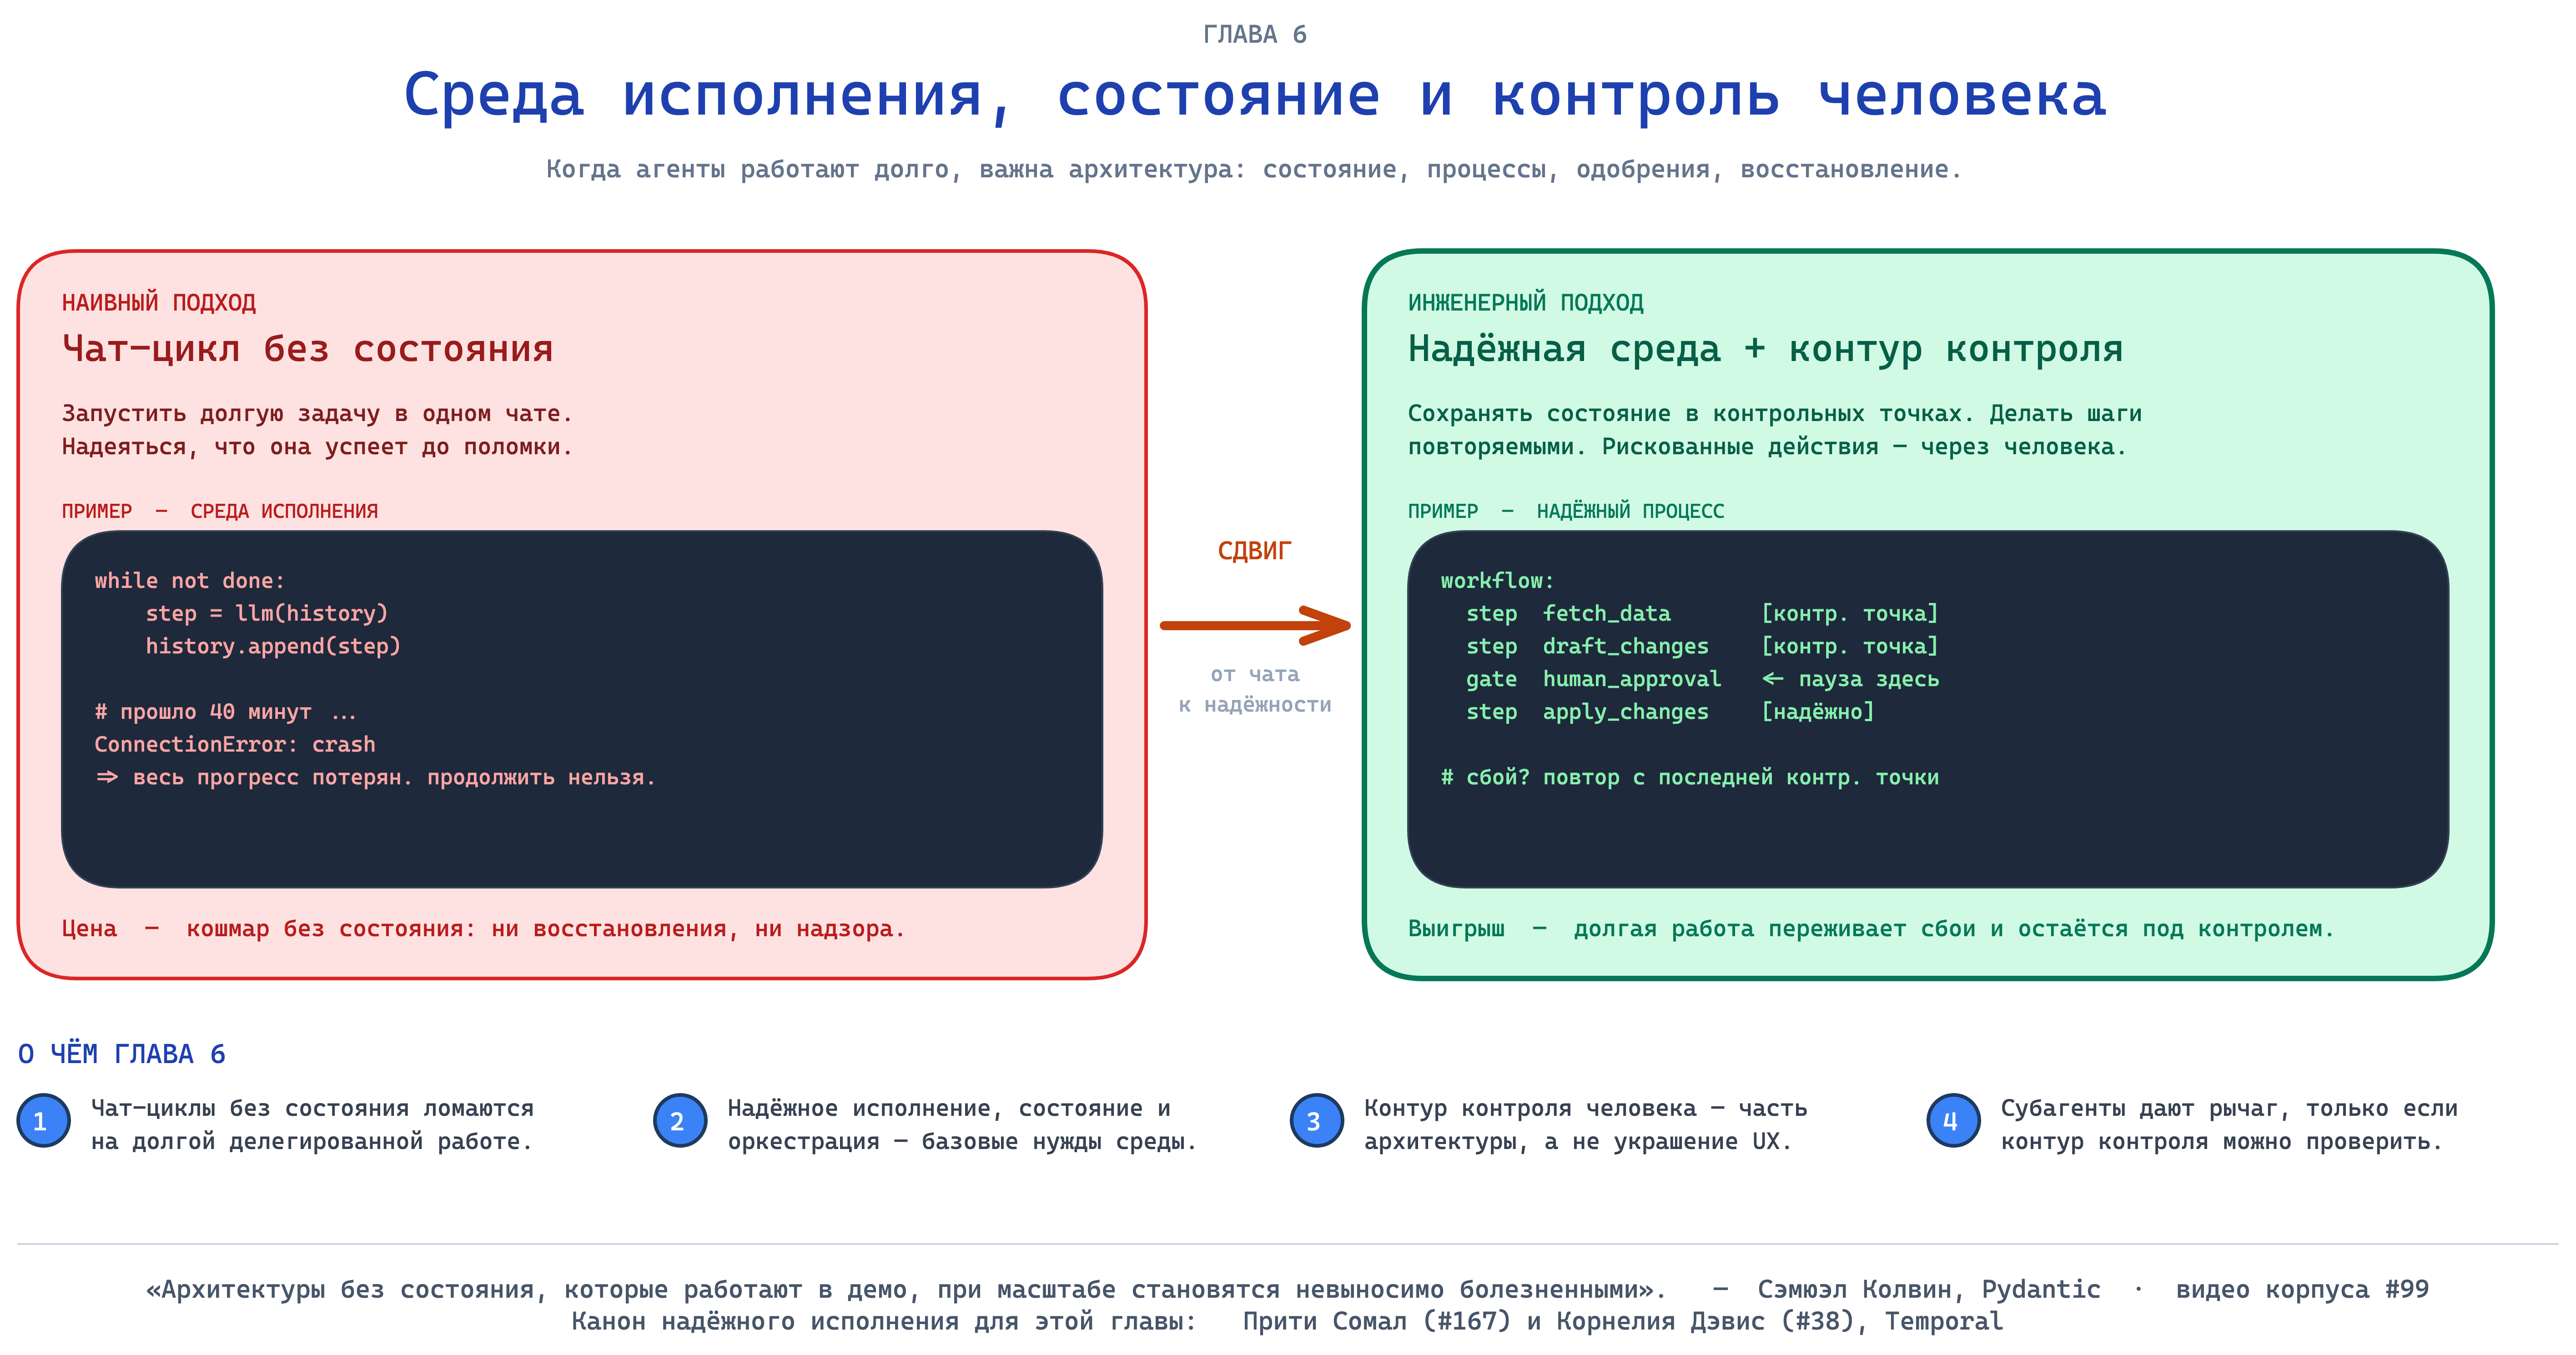 ГЛАВА 6
Среда исполнения, состояние и контроль человека
Когда агенты работают долго, важна архитектура: состояние, процессы, одобрения, восстановление.
НАИВНЫЙ ПОДХОД
Чат-цикл без состояния
Запустить долгую задачу в одном чате.
Надеяться, что она успеет до поломки.
ПРИМЕР — СРЕДА ИСПОЛНЕНИЯ
while not done:
    step = llm(history)
    history.append(step)
# прошло 40 минут ...
ConnectionError: crash
=> весь прогресс потерян. продолжить нельзя.
Цена — кошмар без состояния: ни восстановления, ни надзора.
СДВИГ
от чата
к надёжности
ИНЖЕНЕРНЫЙ ПОДХОД
Надёжная среда + контур контроля
Сохранять состояние в контрольных точках. Делать шаги
повторяемыми. Рискованные действия — через человека.
ПРИМЕР — НАДЁЖНЫЙ ПРОЦЕСС
workflow:
  step  fetch_data       [контр. точка]
  step  draft_changes    [контр. точка]
  gate  human_approval   <- пауза здесь
  step  apply_changes    [надёжно]
# сбой? повтор с последней контр. точки
Выигрыш — долгая работа переживает сбои и остаётся под контролем.
О ЧЁМ ГЛАВА 6
1
Чат-циклы без состояния ломаются
на долгой делегированной работе.
2
Надёжное исполнение, состояние и
оркестрация — базовые нужды среды.
3
Контур контроля человека — часть
архитектуры, а не украшение UX.
4
Субагенты дают рычаг, только если
контур контроля можно проверить.
«Архитектуры без состояния, которые работают в демо, при масштабе становятся невыносимо болезненными». — Сэмюэл Колвин, Pydantic · видео корпуса #99
Канон надёжного исполнения для этой главы: Прити Сомал (#167) и Корнелия Дэвис (#38), Temporal